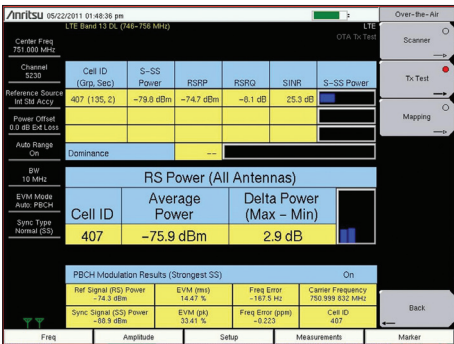 Anritsu 05/22/2011 01:48:36 pm
LTE Band 13 DL (746-756 MHz)
LTE
OTA Tx Test
Over-the-Air
Center Freq
751.000 MHz
Channel
5230
Reference Source
Int Std Accy
Power Offset
0.0 dB Ext Loss
Auto Range
On
BW
10 MHz
EVM Mode
Auto: PBCH
Sync Type
Normal (SS)
Cell ID
(Grp, Sec)
S-SS
Power
RSRP
RSRQ
SINR
S-SS Power
407 (135, 2)
-79.8 dBm
-74.7 dBm
-8.1 dB
25.3 dB
Dominance
--
RS Power (All Antennas)
Cell ID
Average
Power
Delta Power
(Max - Min)
407
-75.9 dBm
2.9 dB
PBCH Modulation Results (Strongest SS)
On
Ref Signal (RS) Power
-74.3 dBm
EVM (rms)
14.47 %
Freq Error
-167.5 Hz
Carrier Frequency
750.999 832 MHz
Sync Signal (SS) Power
-88.9 dBm
EVM (pk)
33.41 %
Freq Error (ppm)
-0.223
Cell ID
407
Scanner
Tx Test
Mapping
Back
Freq
Amplitude
Setup
Measurements
Marker